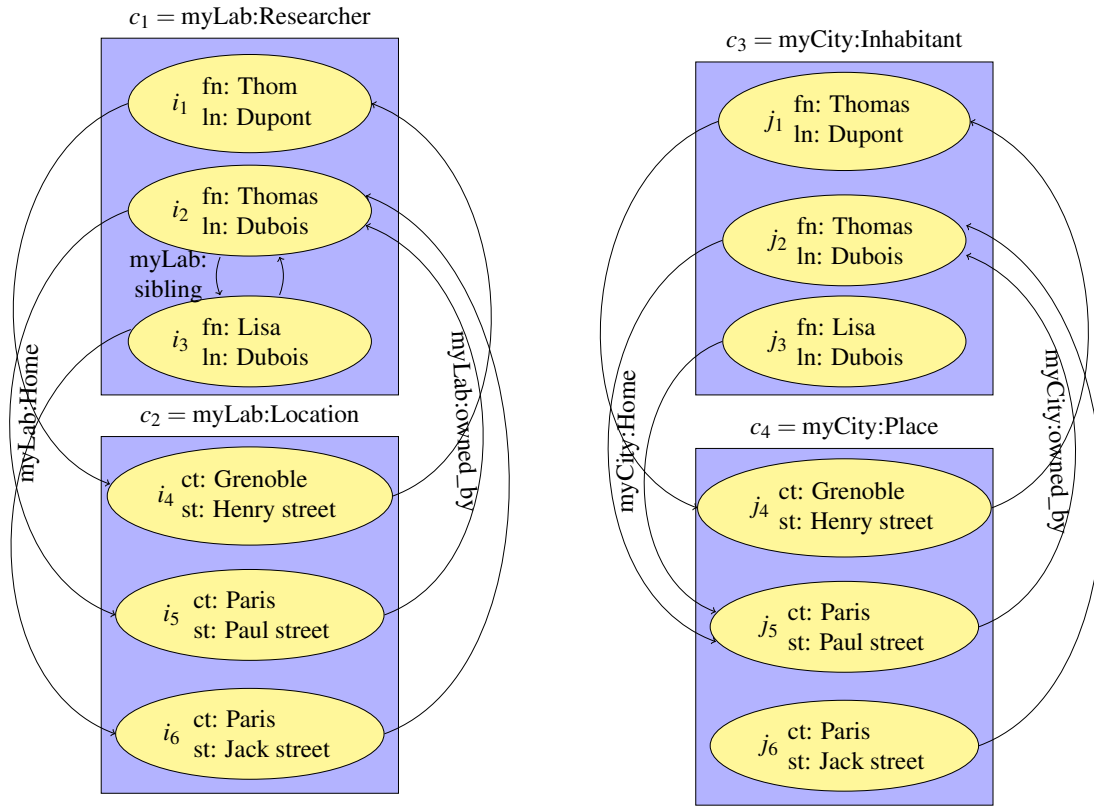 c₁ = myLab:Researcher
i₁
fn: Thom
ln: Dupont
i₂
fn: Thomas
ln: Dubois
myLab:
sibling
i₃
fn: Lisa
ln: Dubois
myLab:Home
myLab:owned_by
c₂ = myLab:Location
i₄
ct: Grenoble
st: Henry street
i₅
ct: Paris
st: Paul street
i₆
ct: Paris
st: Jack street
c₃ = myCity:Inhabitant
j₁
fn: Thomas
ln: Dupont
j₂
fn: Thomas
ln: Dubois
j₃
fn: Lisa
ln: Dubois
myCity:Home
myCity:owned_by
c₄ = myCity:Place
j₄
ct: Grenoble
st: Henry street
j₅
ct: Paris
st: Paul street
j₆
ct: Paris
st: Jack street